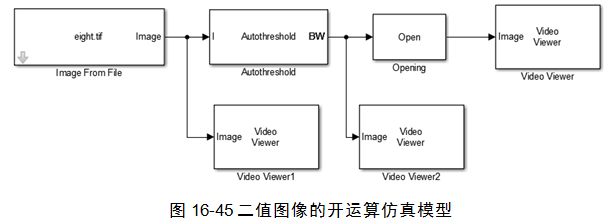 eight.tif Image I Autothreshold BW Open Image Video Viewer
Image From File Autothreshold Opening Video Viewer
Image Video Viewer Image Video Viewer
Video Viewer1 Video Viewer2
图 16-45 二值图像的开运算仿真模型